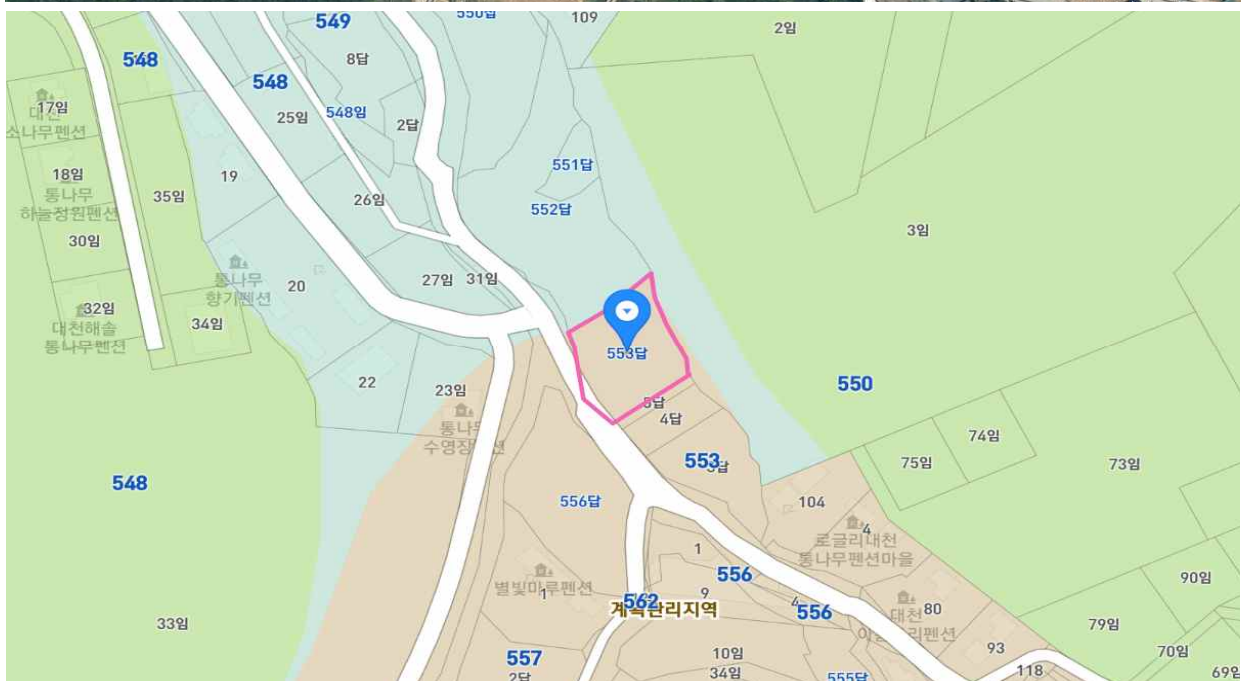 549
550답
109
2임
548
548
8답
17임
대천
소나무펜션
25임
548임
2답
551답
18임
통나무
하늘정원펜션
19
35임
26임
552답
30임
3임
통나무
향기펜션
20
27임
31임
32임
대천해솔
통나무펜션
34임
553답
22
23임
550
5답
4답
수영장펜션
553
74임
75임
73임
548
556답
104
4
로글리대천
통나무펜션마을
1
556
90임
별빛마루펜션
1
9
562
계획관리지역
4
556
대천
80
33임
79임
93
10임
70임
557
2답
34임
118
555답
69임